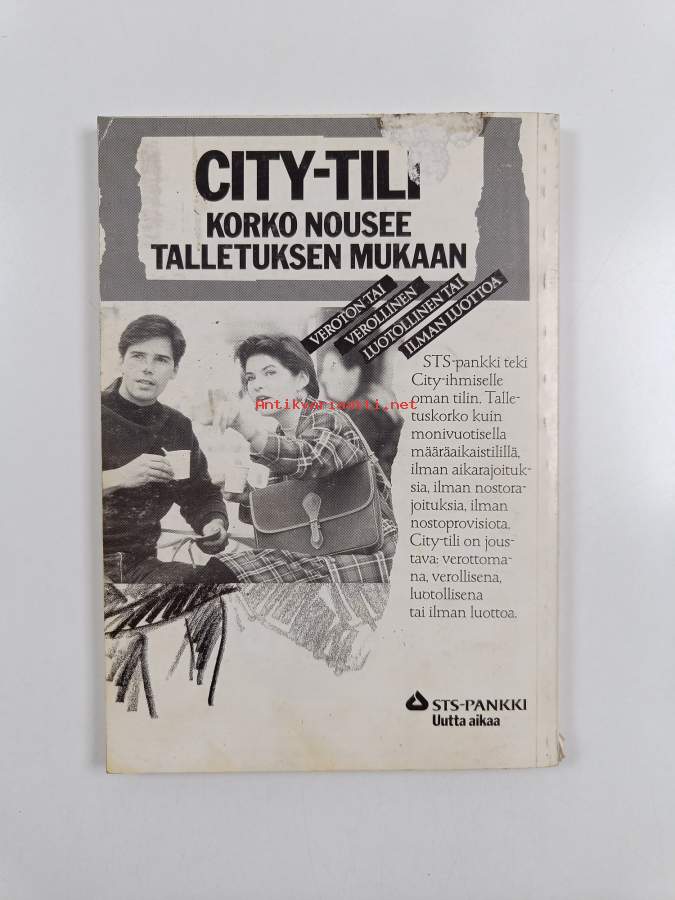 CITY-TILI
KORKO NOUSEE
TALLETUKSEN MUKAAN
VEROTON TAI
VEROLLINEN
LUOTOLLINEN TAI
ILMAN LUOTTOA
STS-pankki teki
City-ihmiselle
oman tilin. Talle-
tuskorko kuin
monivuotisella
määräaikaistilillä,
ilman aikarajoituk-
sia, ilman nostora-
joituksia, ilman
nostoprovisiota.
City-tili on jous-
tava: verottoma-
na, verollisena,
luotollisena
tai ilman luottoa.
Antikvariaatti.net
STS-PANKKI
Uutta aikaa